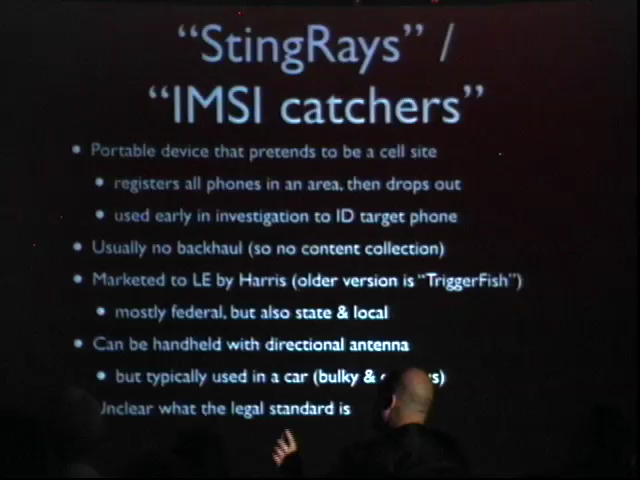 “StingRays” /
“IMSI catchers”
• Portable device that pretends to be a cell site
• registers all phones in an area, then drops out
• used early in investigation to ID target phone
• Usually no backhaul (so no content collection)
• Marketed to LE by Harris (older version is “TriggerFish”)
• mostly federal, but also state & local
• Can be handheld with directional antenna
• but typically used in a car (bulky &
Unclear what the legal standard is